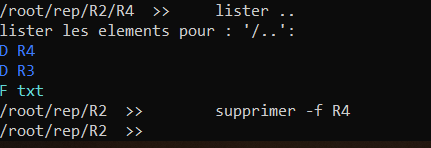 /root/rep/R2/R4 >> lister ..
lister les elements pour : '/..':
D R4
D R3
F txt
/root/rep/R2 >> supprimer -f R4
/root/rep/R2 >>